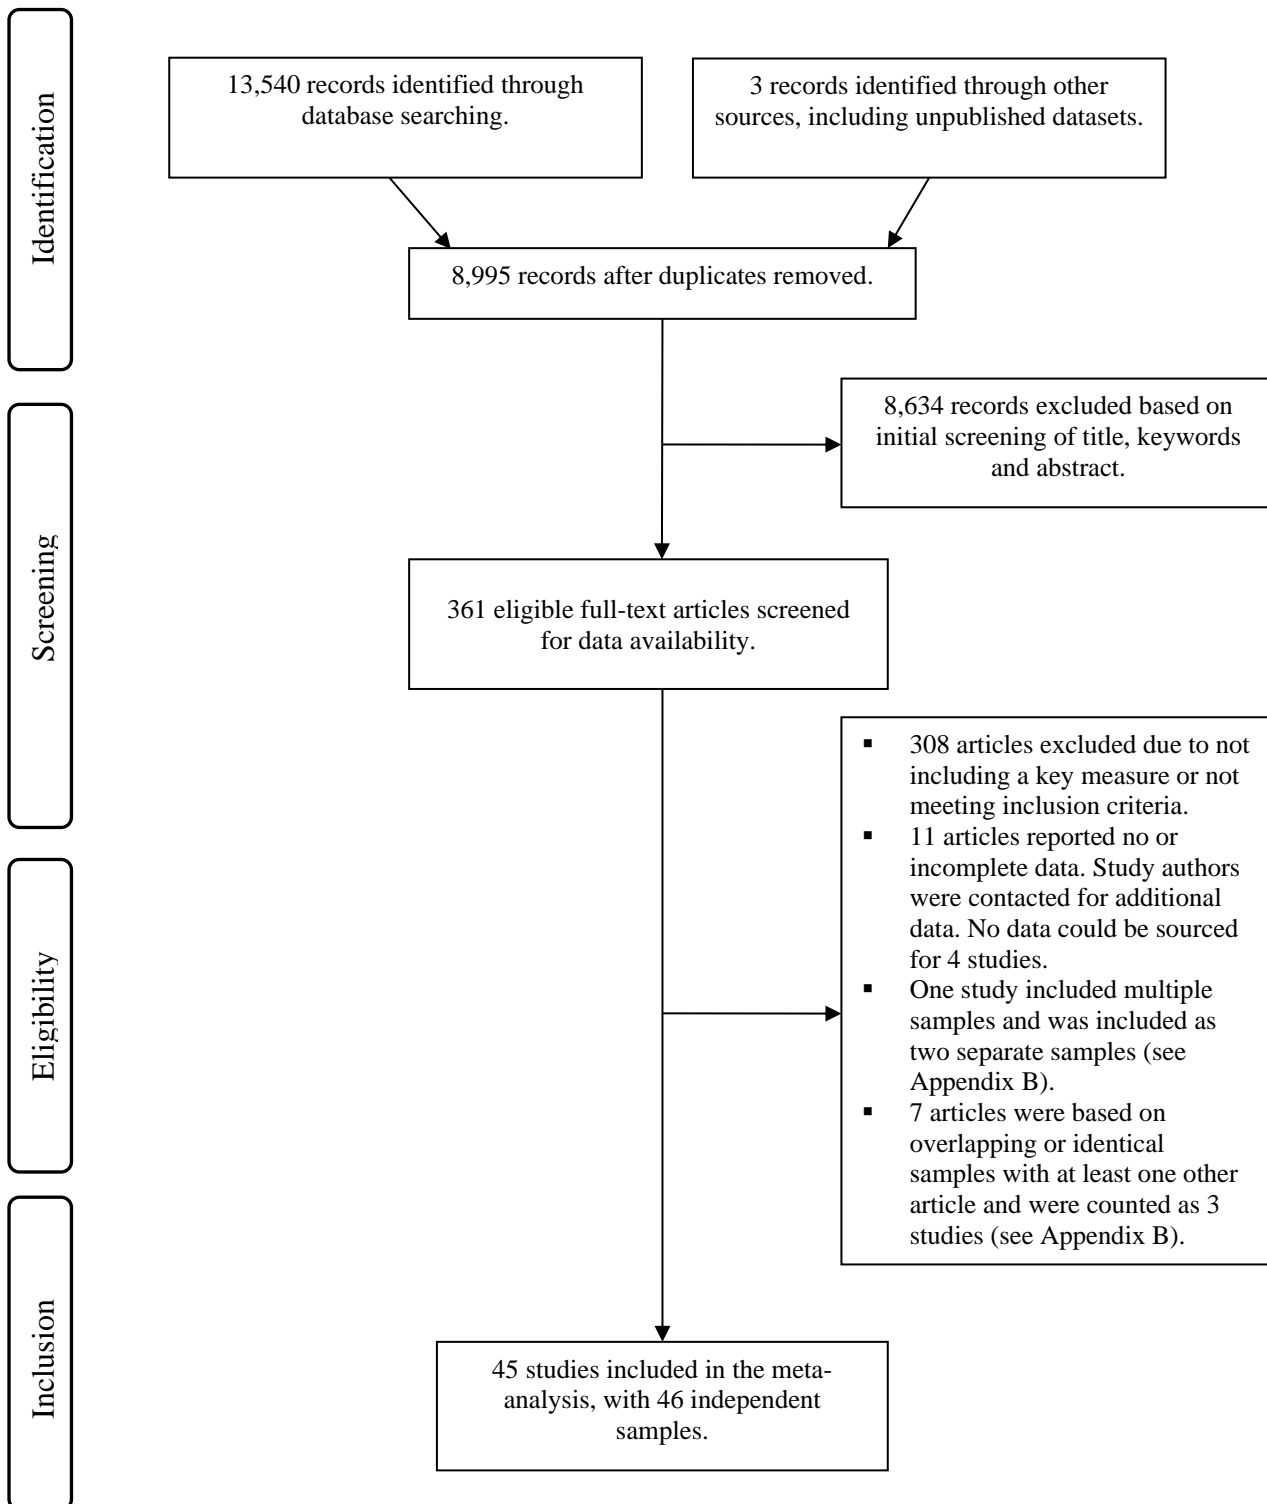 Identification
13,540 records identified through
database searching.
3 records identified through other
sources, including unpublished datasets.
8,995 records after duplicates removed.
Screening
8,634 records excluded based on
initial screening of title, keywords
and abstract.
361 eligible full-text articles screened
for data availability.
Eligibility
▪ 308 articles excluded due to not
including a key measure or not
meeting inclusion criteria.
▪ 11 articles reported no or
incomplete data. Study authors
were contacted for additional
data. No data could be sourced
for 4 studies.
▪ One study included multiple
samples and was included as
two separate samples (see
Appendix B).
▪ 7 articles were based on
overlapping or identical
samples with at least one other
article and were counted as 3
studies (see Appendix B).
Inclusion
45 studies included in the meta-
analysis, with 46 independent
samples.